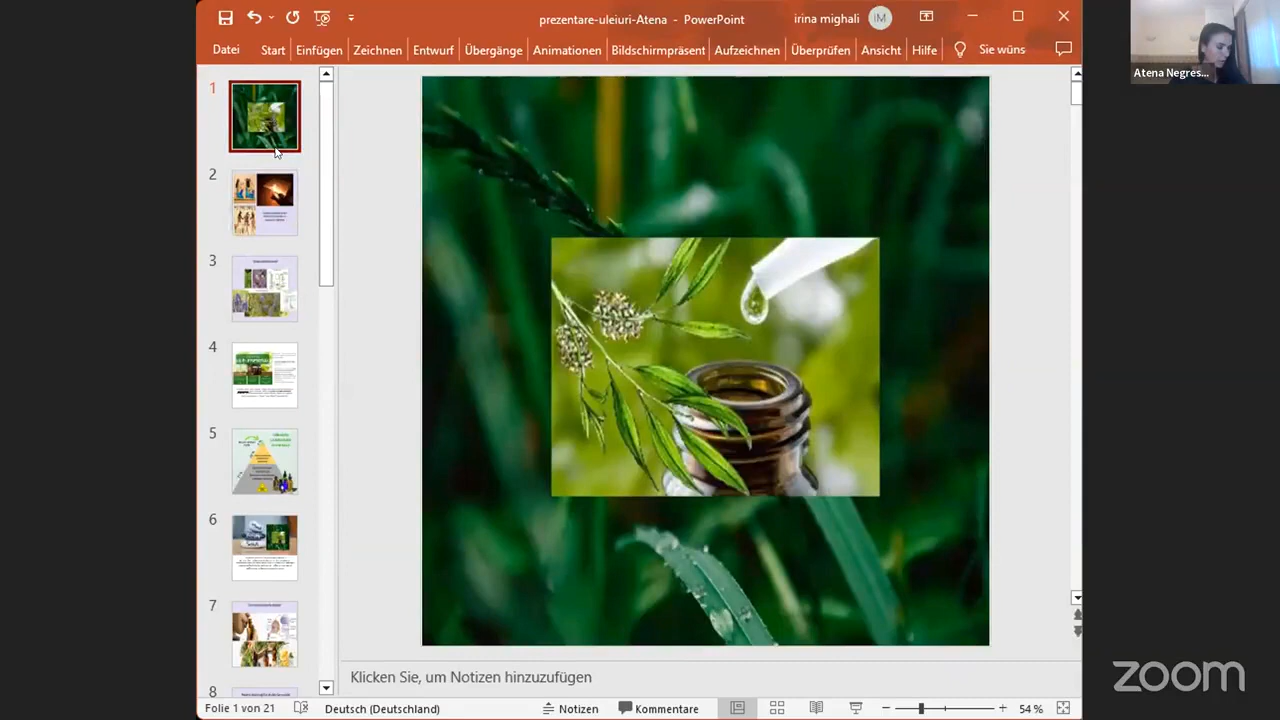 prezentare-uleiuri-Atena - PowerPoint
irina mighali
IM
Datei Start Einfügen Zeichnen Entwurf Übergänge Animationen Bildschirmpräsent Aufzeichnen Überprüfen Ansicht Hilfe Sie wüns
Atena Negres...
1
2
3
4
5
6
7
8
Klicken Sie, um Notizen hinzuzufügen
Folie 1 von 21 Deutsch (Deutschland) Notizen Kommentare 54 %
zoom